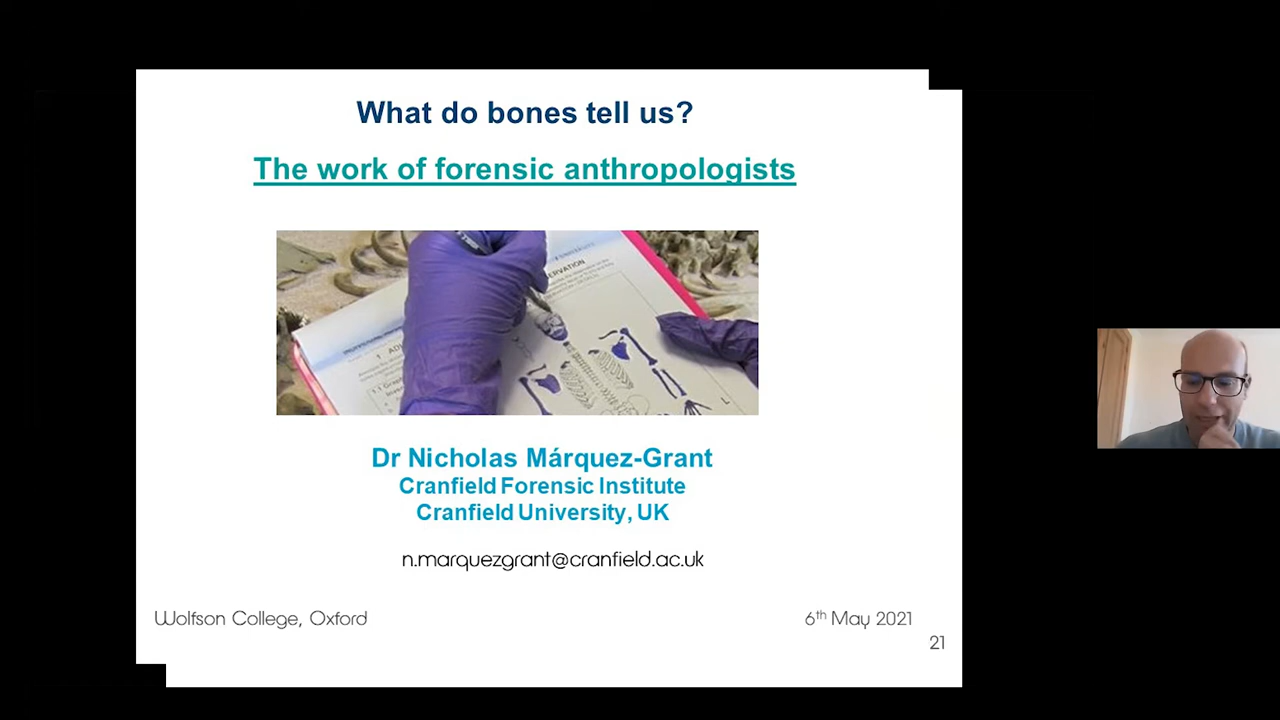 What do bones tell us?
The work of forensic anthropologists
Dr Nicholas Márquez-Grant
Cranfield Forensic Institute
Cranfield University, UK
n.marquezgrant@cranfield.ac.uk
Wolfson College, Oxford
6th May 2021
21